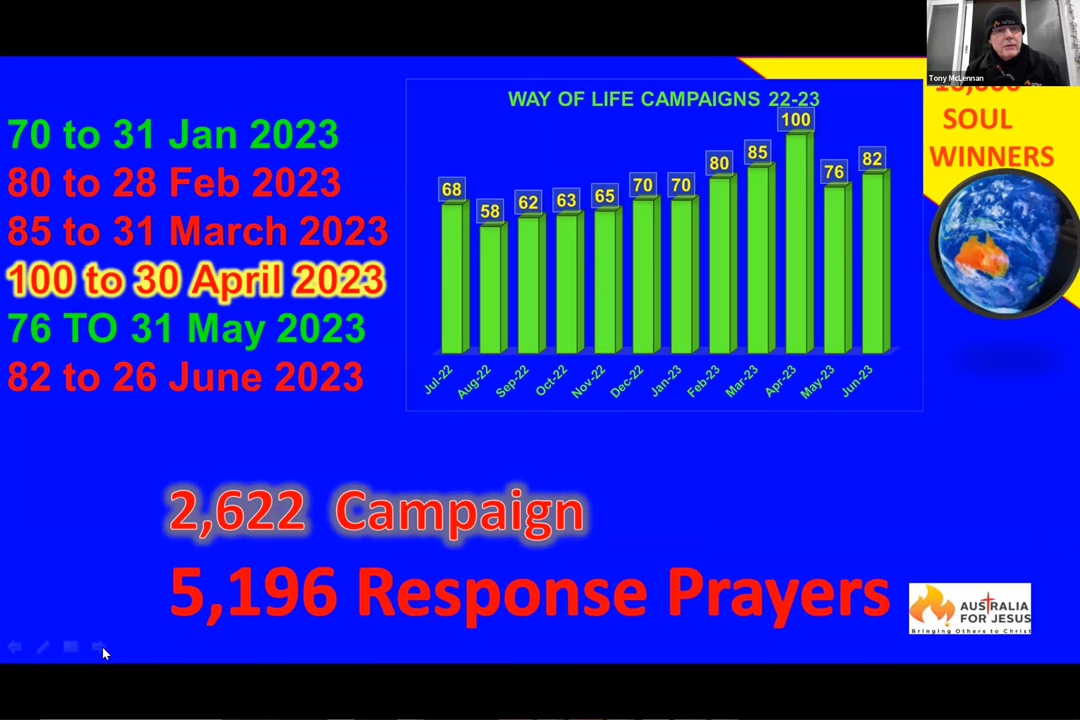 Tony McLennan
SOUL
WINNERS
70 to 31 Jan 2023
80 to 28 Feb 2023
85 to 31 March 2023
100 to 30 April 2023
76 TO 31 May 2023
82 to 26 June 2023
WAY OF LIFE CAMPAIGNS 22-23
68
58
62
63
65
70
70
80
85
100
76
82
Jul-22
Aug-22
Sep-22
Oct-22
Nov-22
Dec-22
Jan-23
Feb-23
Mar-23
Apr-23
May-23
Jun-23
2,622 Campaign
5,196 Response Prayers
AUSTRALIA
FOR JESUS
Bringing Others to Christ